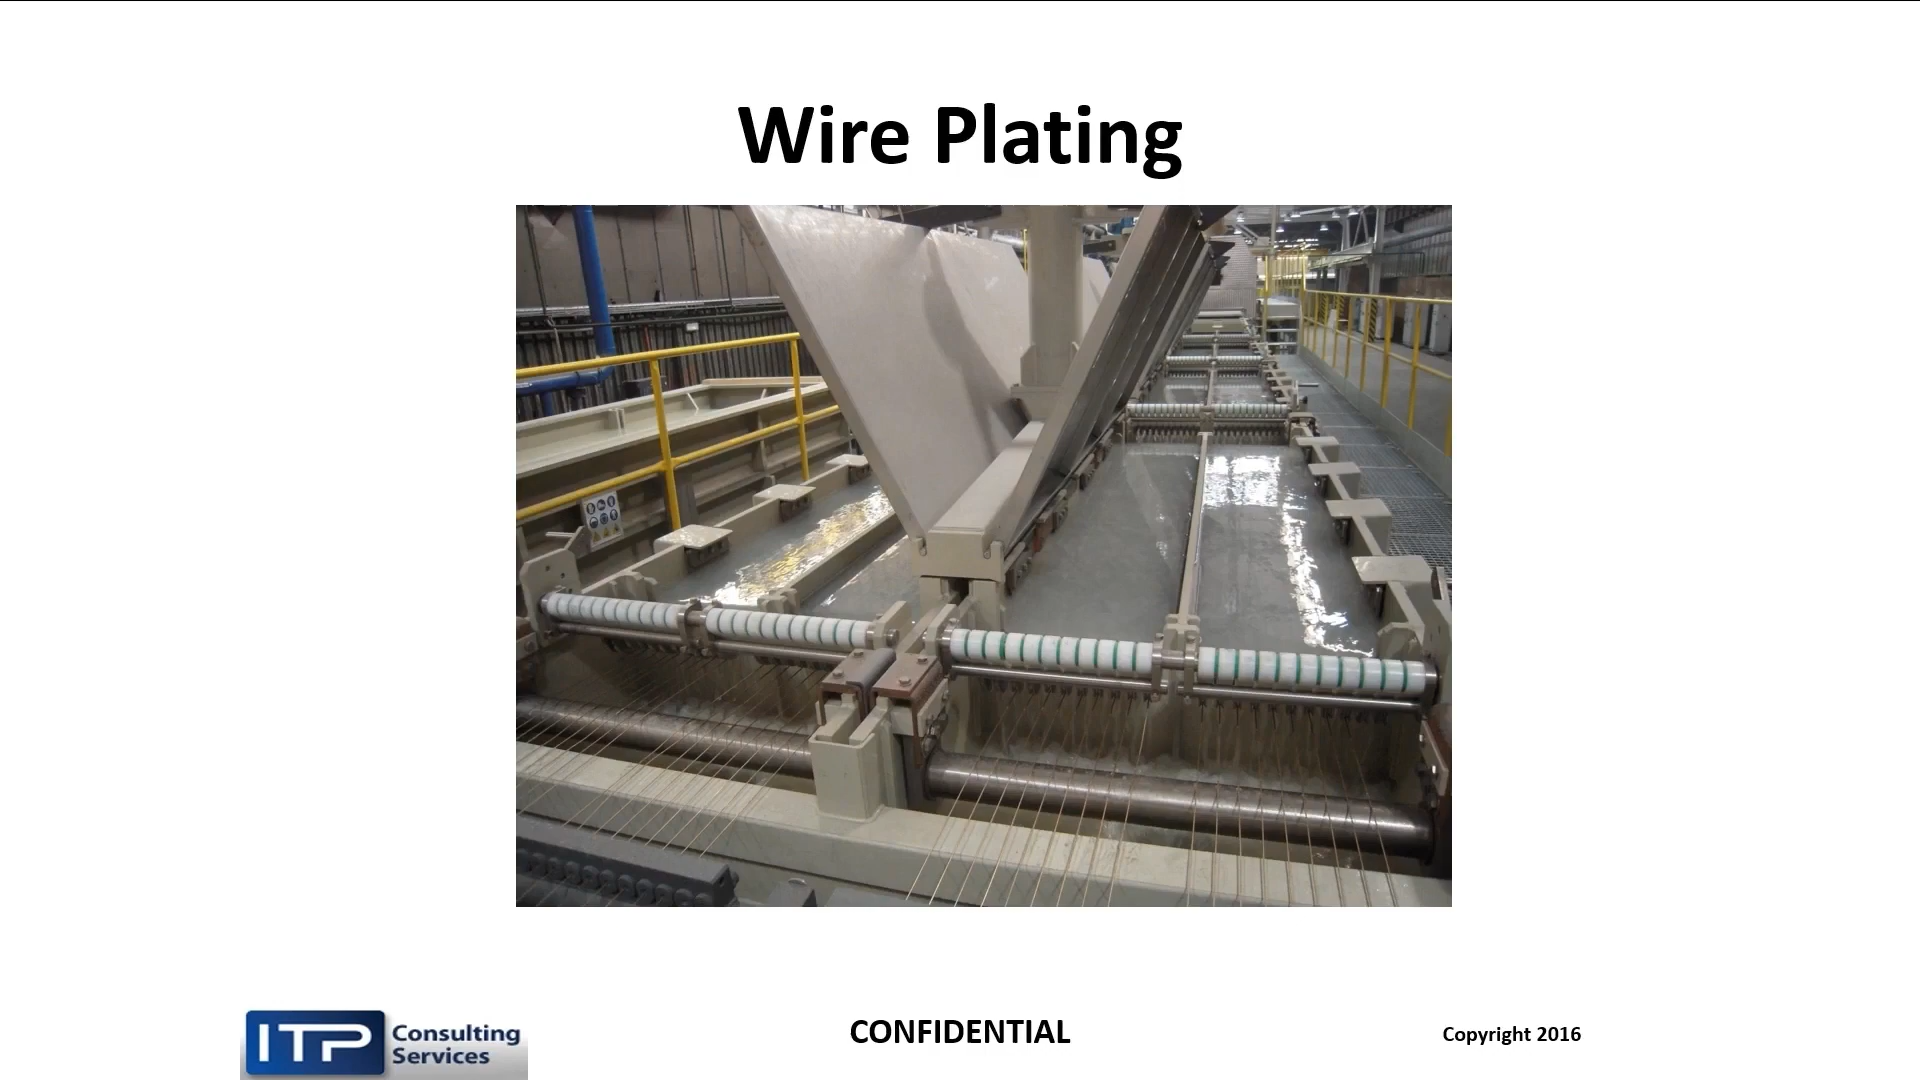 Wire Plating
ITP Consulting
Services
CONFIDENTIAL
Copyright 2016